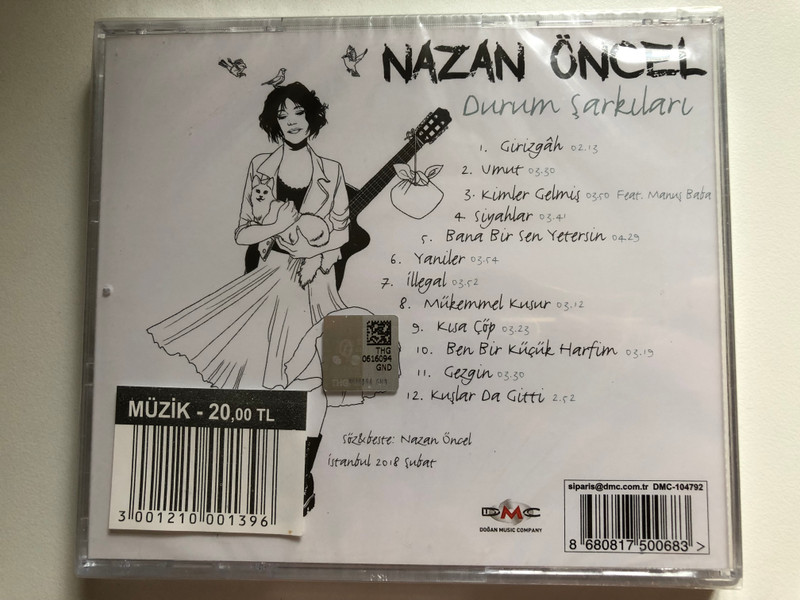 NAZAN ÖNCEL
Durum Şarkıları
1. Girizgâh 02.13
2. Umut 03.30
3. Kimler Gelmiş 03.50 Feat. Manuş Baba
4. Siyahlar 03.41
5. Bana Bir Sen Yetersin 04.29
6. Yaniler 03.54
7. İllegal 03.52
8. Mükemmel Kusur 03.12
9. Kısa Çöp 03.23
10. Ben Bir Küçük Harfim 03.19
11. Gezgin 03.30
12. Kuşlar Da Gitti 2.52
THG
0616094
GND
MÜZİK - 20,00 TL
3 001210 001396
Söz&beste: Nazan Öncel
İstanbul 2018 Şubat
DMC
DOĞAN MUSIC COMPANY
siparis@dmc.com.tr DMC-104792
8 680817 500683 >